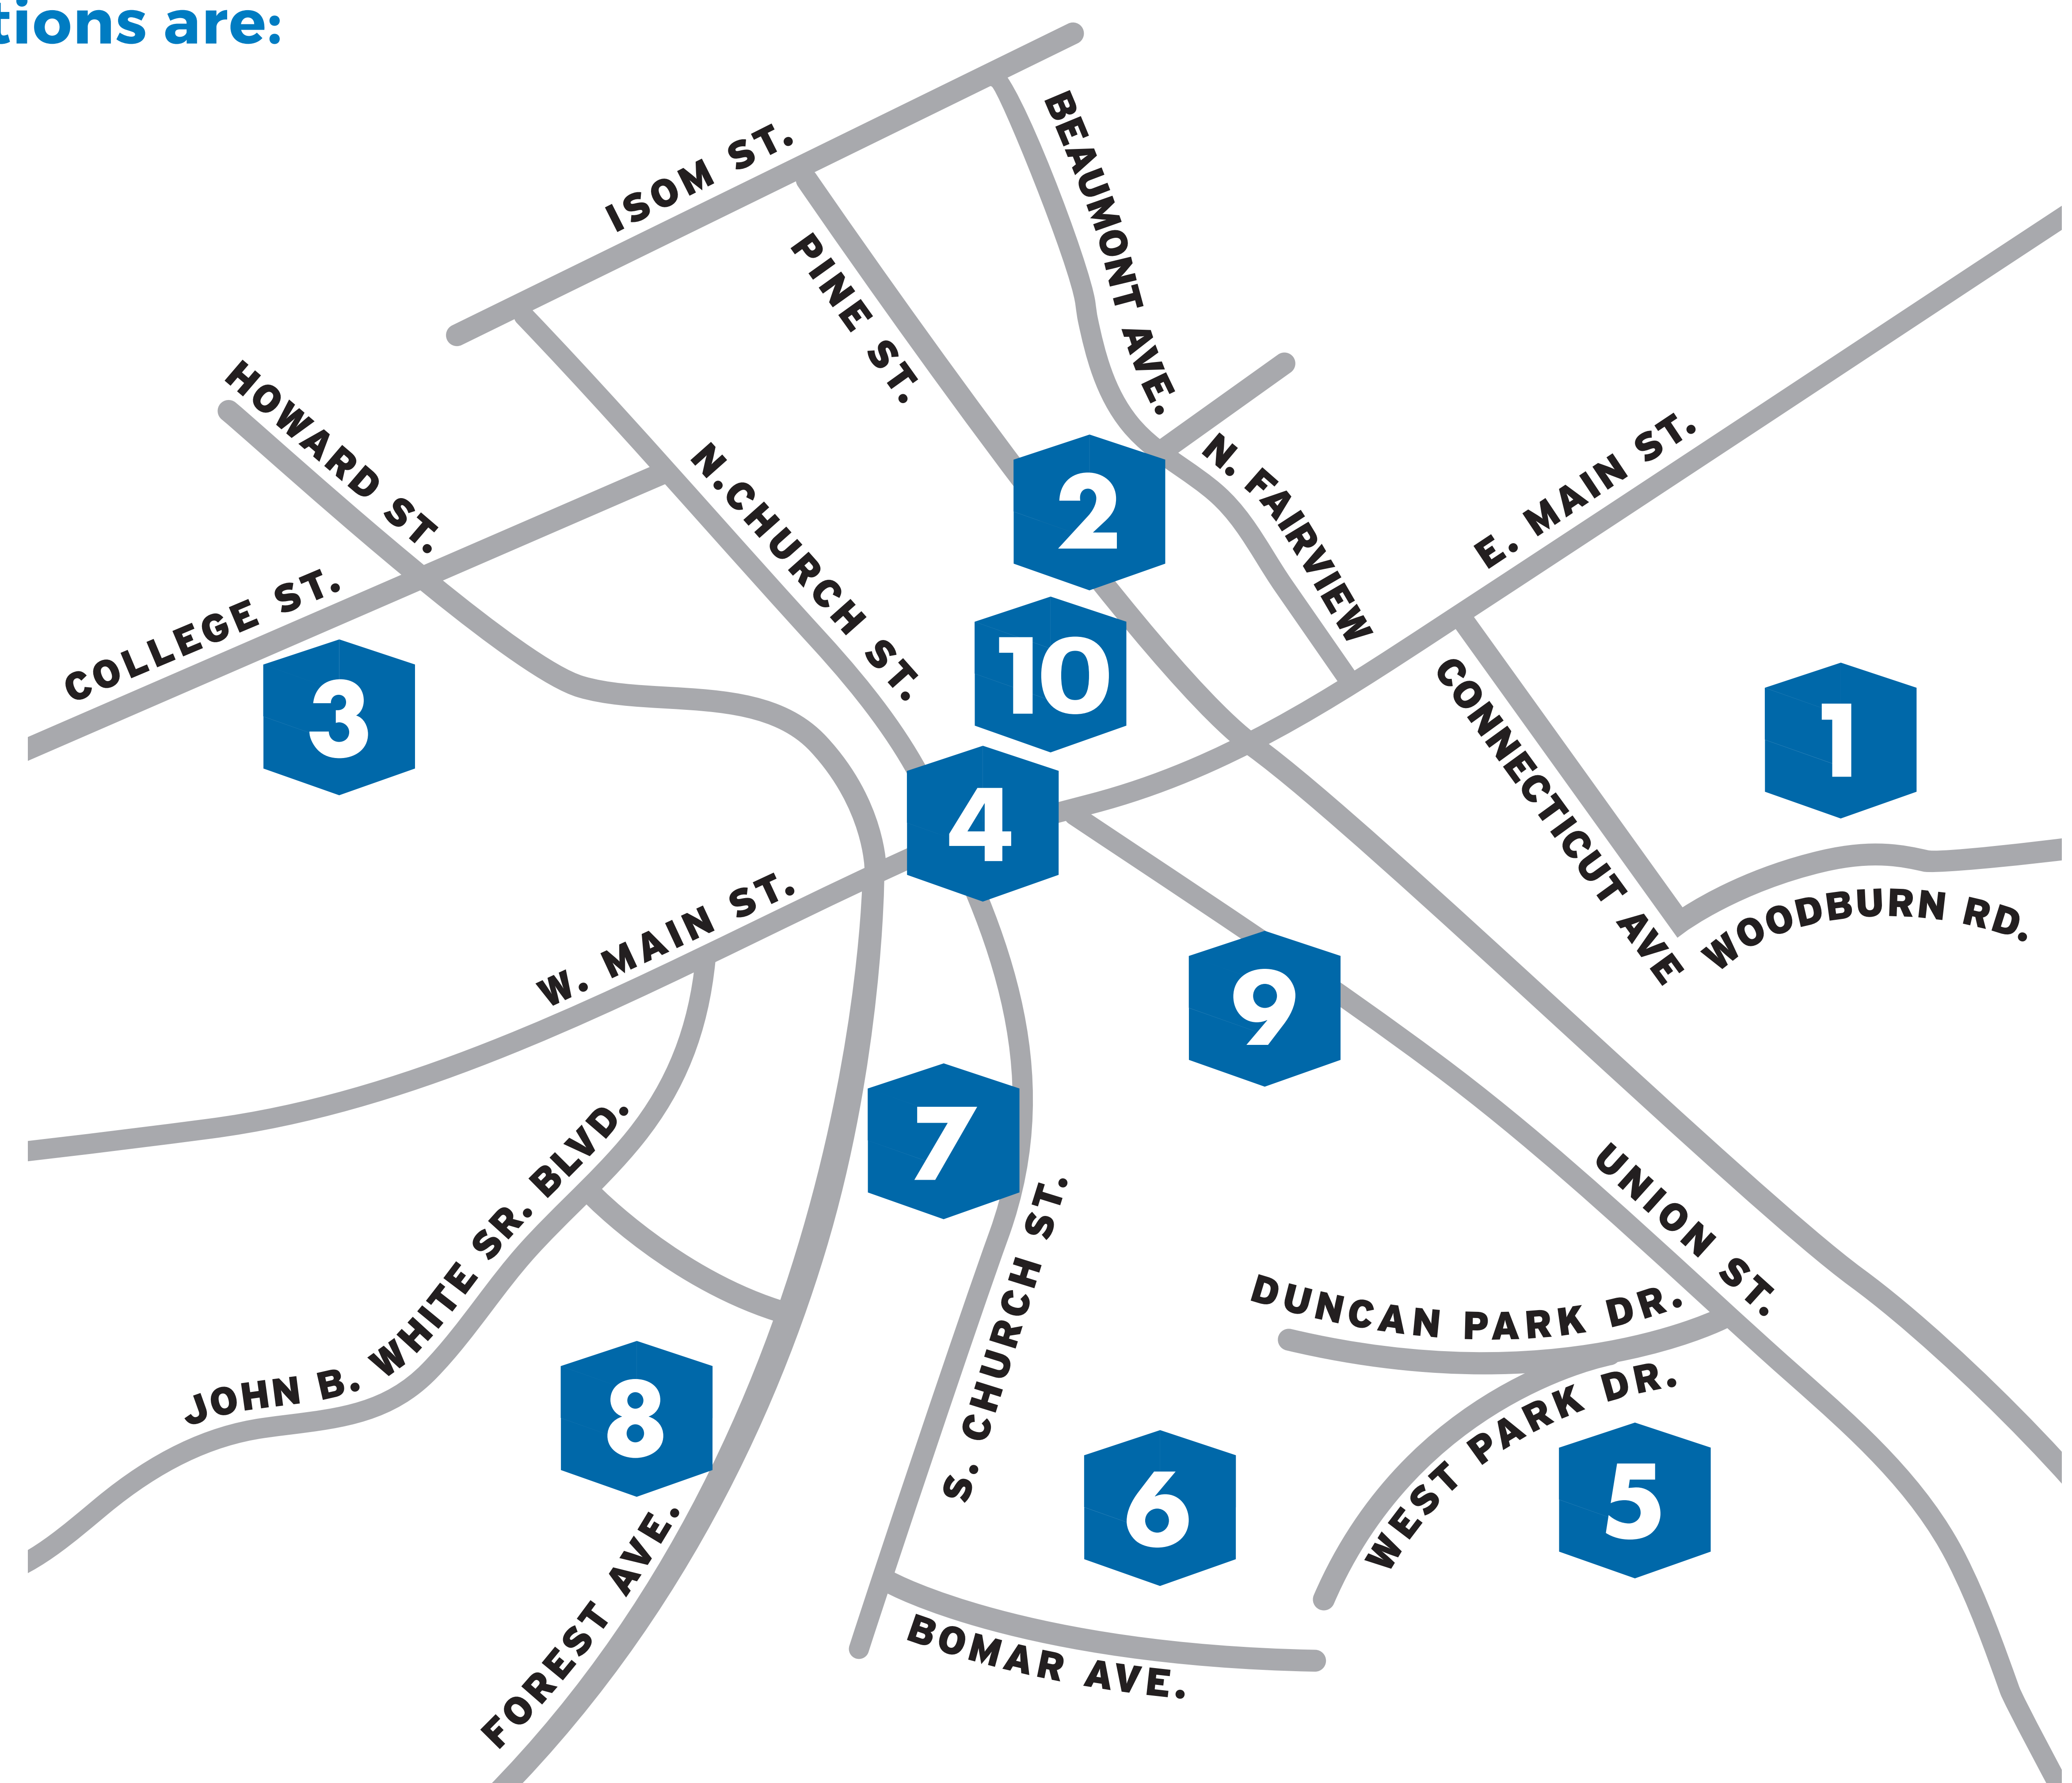 tions are:
ISOM ST.
BEAUMONT AVE.
PINE ST.
HOWARD ST.
N.CHURCH ST.
N. FAIRVIEW
E. MAIN ST.
2
COLLEGE ST.
10
3
CONNECTICUT AVE
1
4
W. MAIN ST.
WOODBURN RD.
9
7
JOHN B. WHITE SR. BLVD.
S. CHURCH ST.
UNION ST.
DUNCAN PARK DR.
WEST PARK DR.
8
6
5
FOREST AVE.
BOMAR AVE.